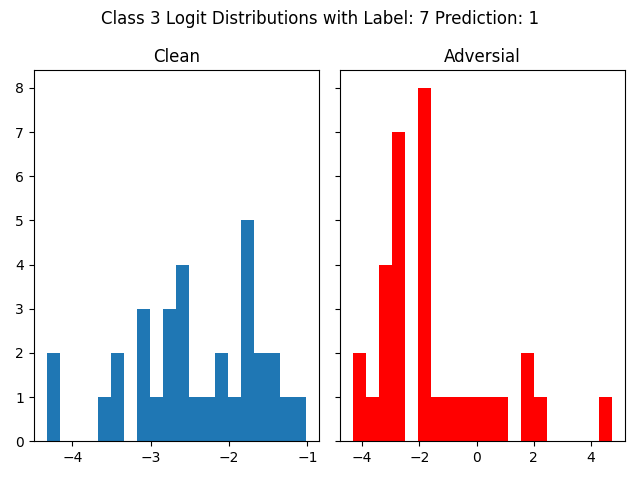 Class 3 Logit Distributions with Label: 7 Prediction: 1
Clean
Adversial
8
7
6
5
4
3
2
1
0
−4 −3 −2 −1
−4 −2 0 2 4